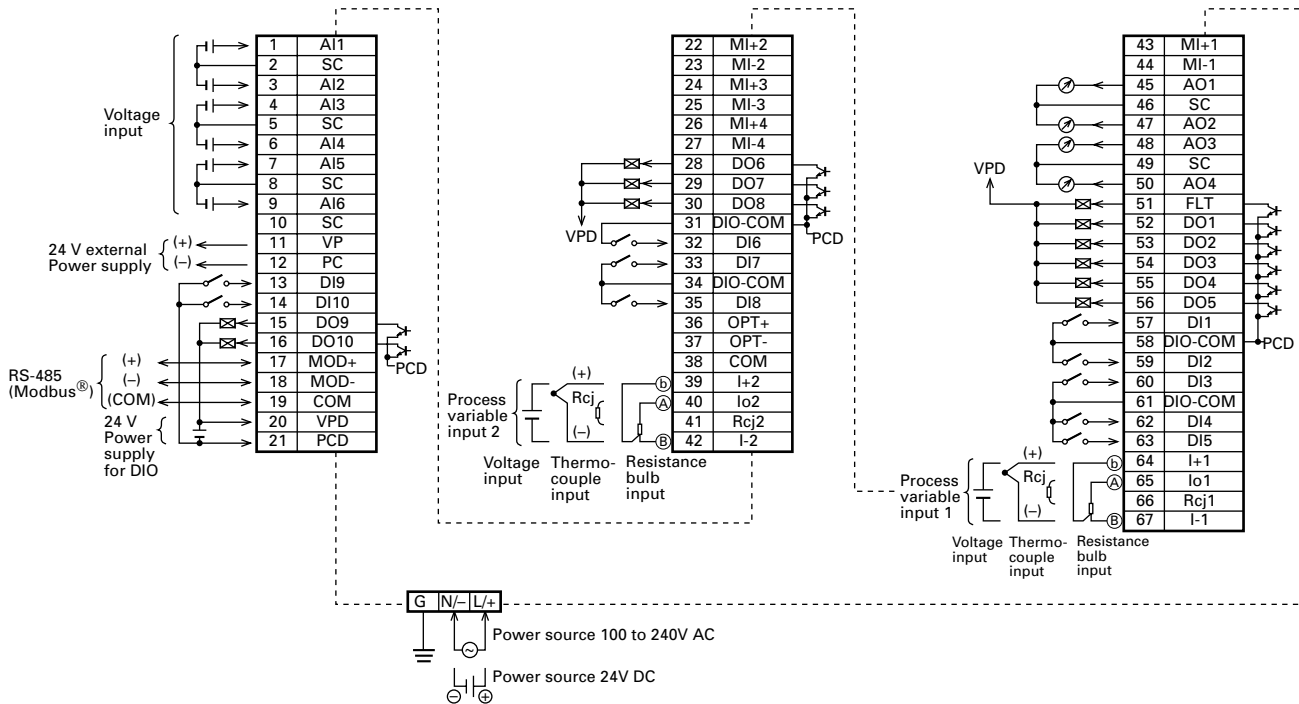 1 AI1
2 SC
3 AI2
4 AI3
5 SC
6 AI4
7 AI5
8 SC
9 AI6
10 SC
11 VP
12 PC
13 DI9
14 DI10
15 DO9
16 DO10
17 MOD+
18 MOD-
19 COM
20 VPD
21 PCD
Voltage
input
24 V external
Power supply
(+)
(−)
RS-485
(Modbus®)
(+)
(−)
(COM)
24 V
Power
supply
for DIO
PCD
22 MI+2
23 MI-2
24 MI+3
25 MI-3
26 MI+4
27 MI-4
28 DO6
29 DO7
30 DO8
31 DIO-COM
32 DI6
33 DI7
34 DIO-COM
35 DI8
36 OPT+
37 OPT-
38 COM
39 I+2
40 Io2
41 Rcj2
42 I-2
VPD
PCD
Process
variable
input 2
(+)
Rcj
(−)
b
A
B
Voltage
input
Thermo-
couple
input
Resistance
bulb
input
43 MI+1
44 MI-1
45 AO1
46 SC
47 AO2
48 AO3
49 SC
50 AO4
51 FLT
52 DO1
53 DO2
54 DO3
55 DO4
56 DO5
57 DI1
58 DIO-COM
59 DI2
60 DI3
61 DIO-COM
62 DI4
63 DI5
64 I+1
65 Io1
66 Rcj1
67 I-1
VPD
PCD
Process
variable
input 1
(+)
Rcj
(−)
b
A
B
Voltage
input
Thermo-
couple
input
Resistance
bulb
input
G N/− L/+
Power source 100 to 240V AC
Power source 24V DC